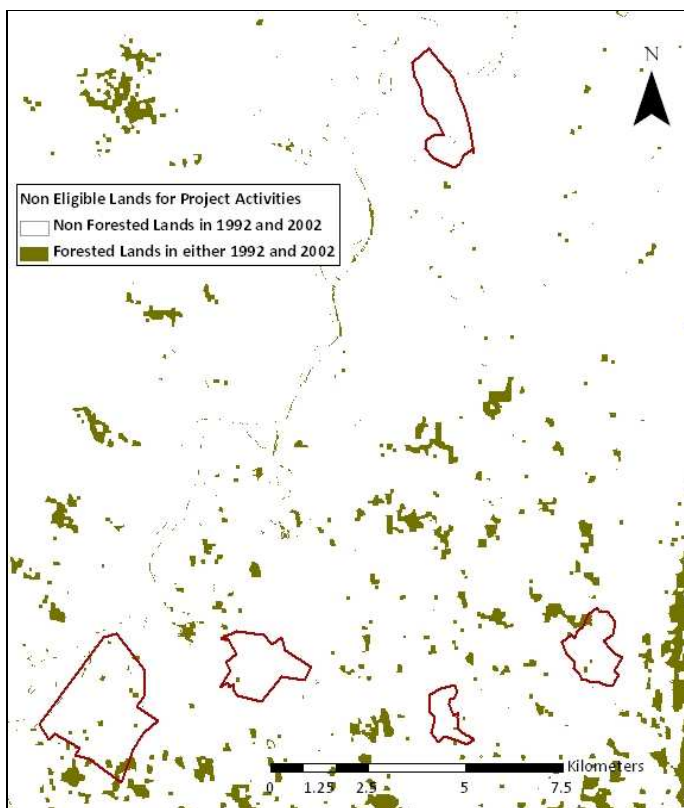 N
Non Eligible Lands for Project Activities
Non Forested Lands in 1992 and 2002
Forested Lands in either 1992 and 2002
Kilometers
0 1.25 2.5 5 7.5